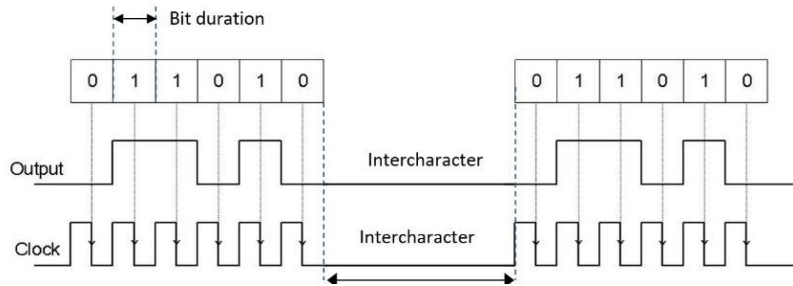 Bit duration
0 1 1 0 1 0
0 1 1 0 1 0
Output
Intercharacter
Clock
Intercharacter